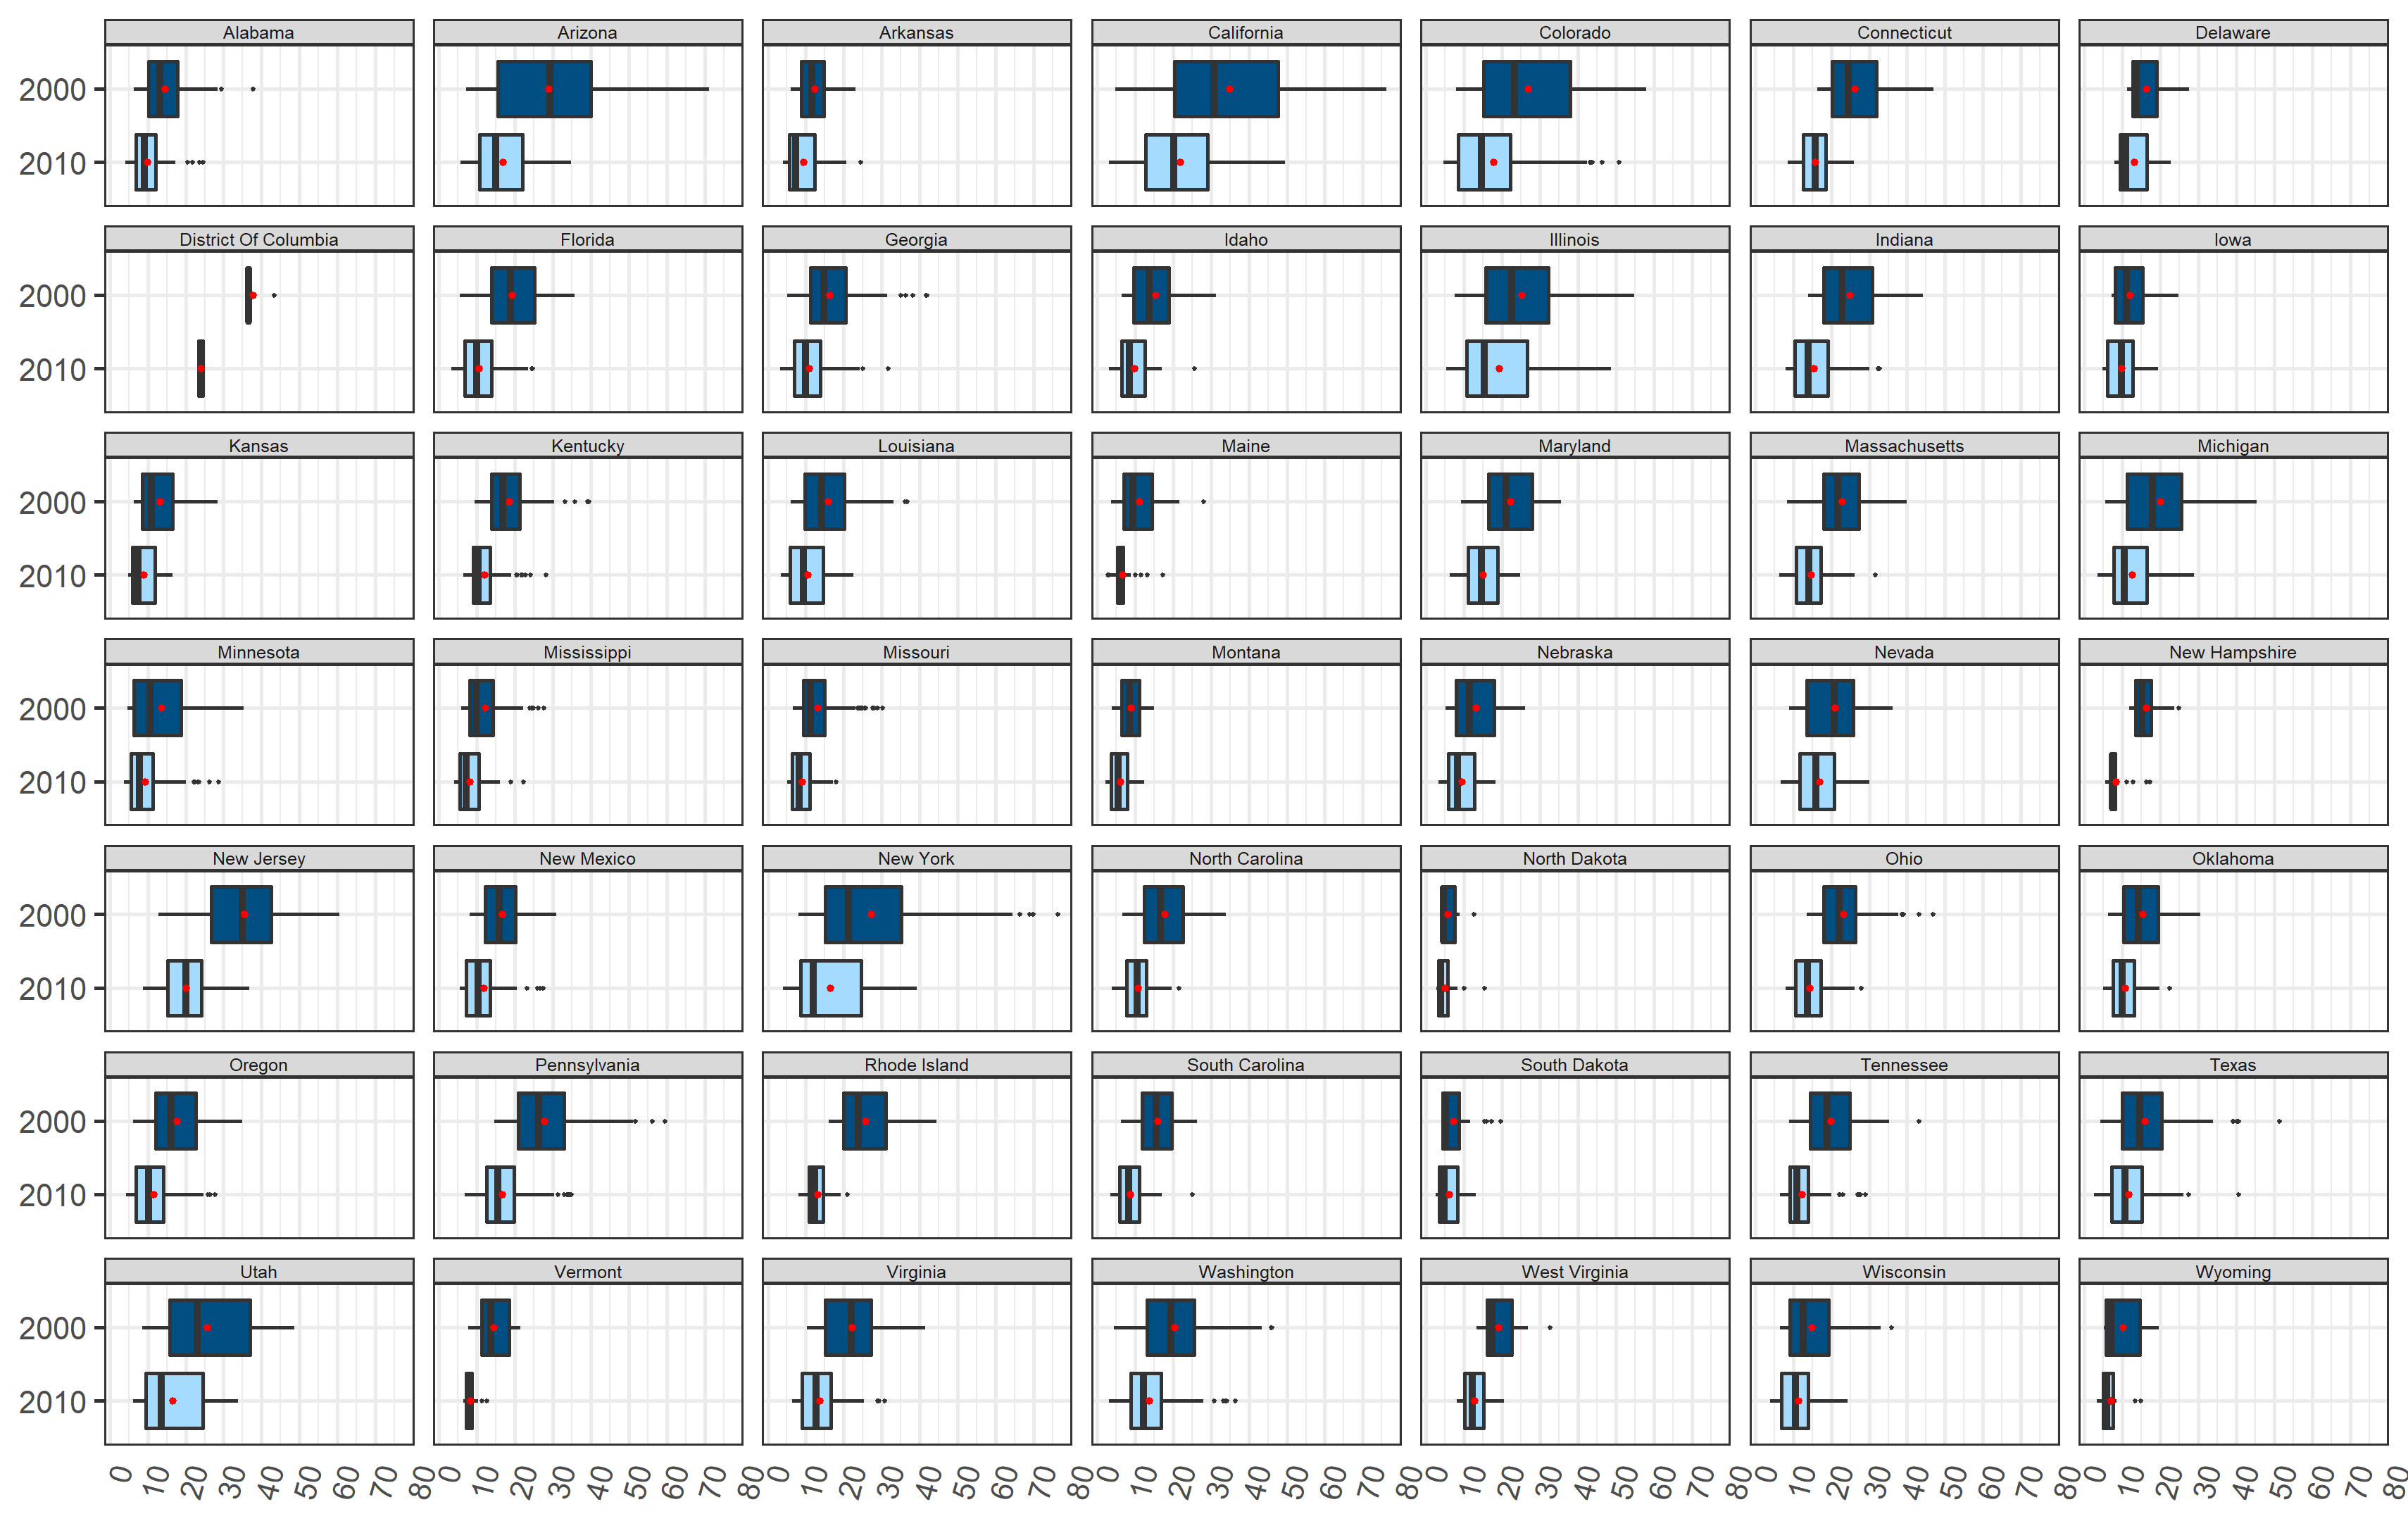 Alabama Arizona Arkansas California Colorado Connecticut Delaware
2000
2010
District Of Columbia Florida Georgia Idaho Illinois Indiana Iowa
2000
2010
Kansas Kentucky Louisiana Maine Maryland Massachusetts Michigan
2000
2010
Minnesota Mississippi Missouri Montana Nebraska Nevada New Hampshire
2000
2010
New Jersey New Mexico New York North Carolina North Dakota Ohio Oklahoma
2000
2010
Oregon Pennsylvania Rhode Island South Carolina South Dakota Tennessee Texas
2000
2010
Utah Vermont Virginia Washington West Virginia Wisconsin Wyoming
2000
2010
0 10 20 30 40 50 60 70 80 0 10 20 30 40 50 60 70 80 0 10 20 30 40 50 60 70 80 0 10 20 30 40 50 60 70 80 0 10 20 30 40 50 60 70 80 0 10 20 30 40 50 60 70 80 0 10 20 30 40 50 60 70 80